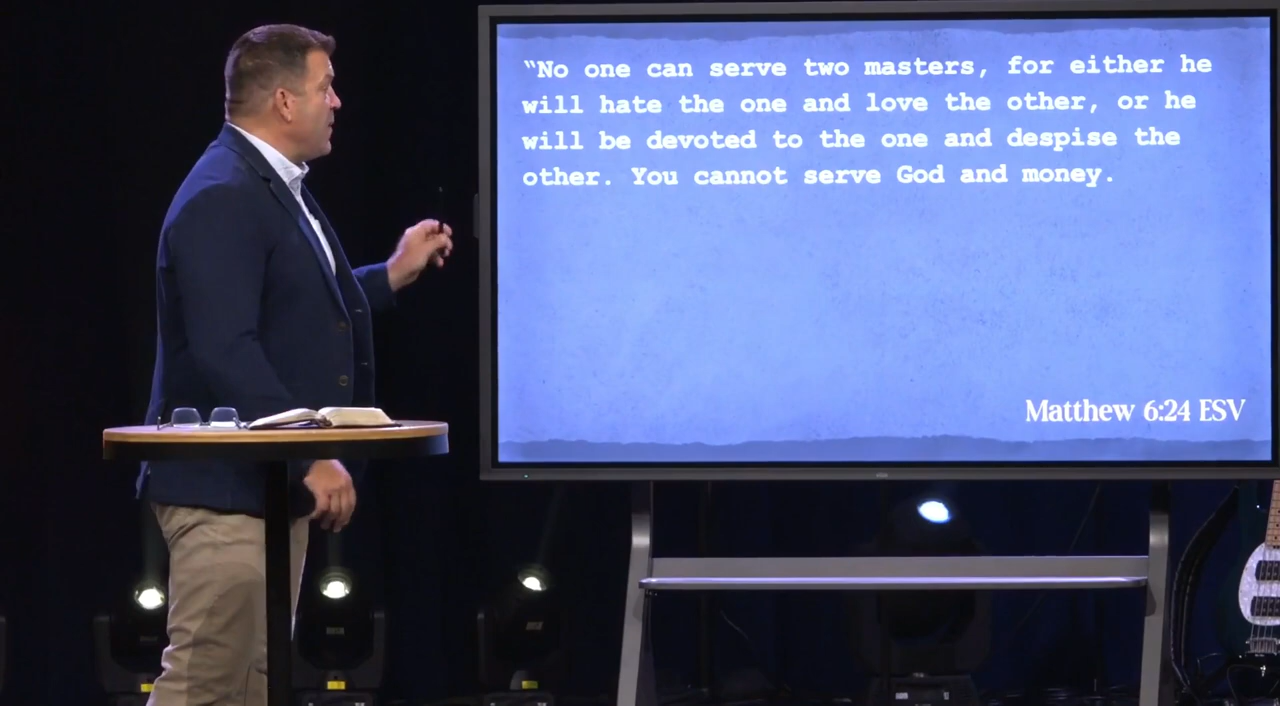 “No one can serve two masters, for either he
will hate the one and love the other, or he
will be devoted to the one and despise the
other. You cannot serve God and money.
Matthew 6:24 ESV